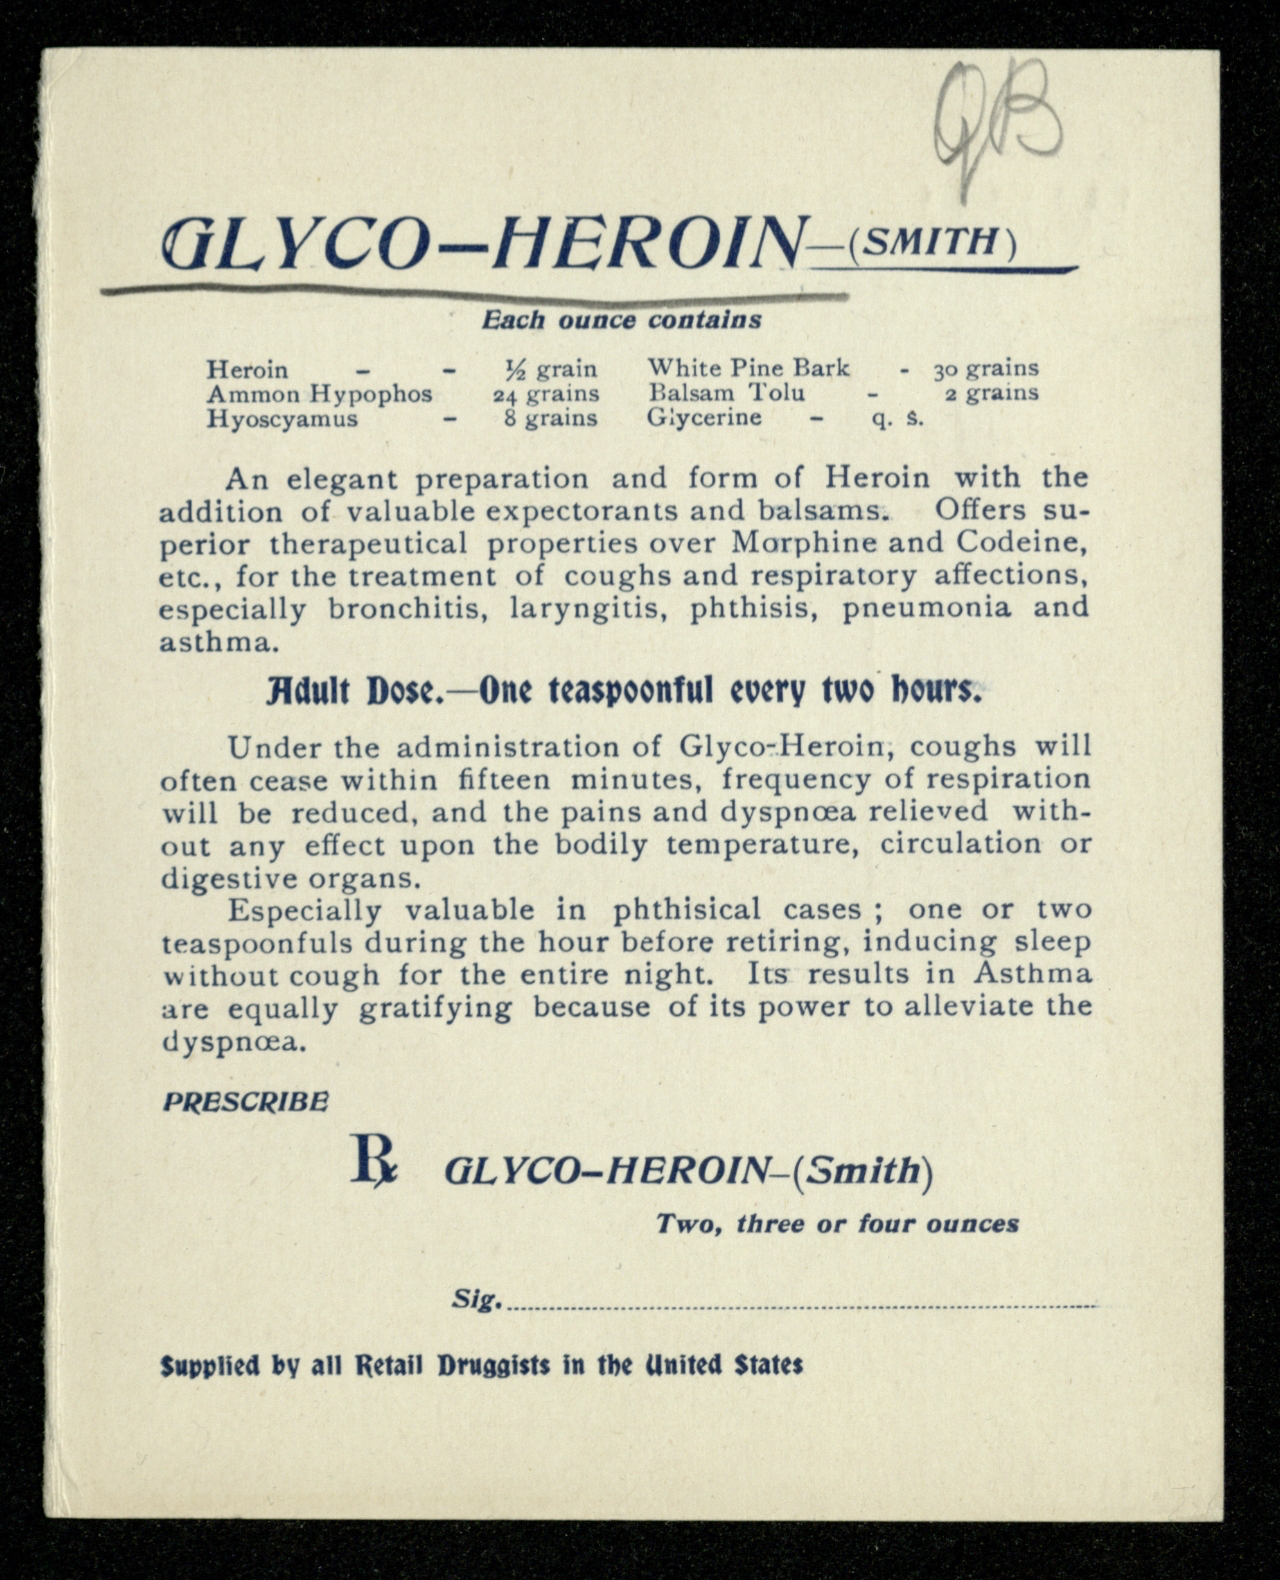 GB
GLYCO–HEROIN–(SMITH)
Each ounce contains
Heroin - - ½ grain White Pine Bark - 30 grains
Ammon Hypophos 24 grains Balsam Tolu - 2 grains
Hyoscyamus - 8 grains Glycerine - q. s.
An elegant preparation and form of Heroin with the
addition of valuable expectorants and balsams. Offers su-
perior therapeutical properties over Morphine and Codeine,
etc., for the treatment of coughs and respiratory affections,
especially bronchitis, laryngitis, phthisis, pneumonia and
asthma.
Adult Dose.—One teaspoonful every two hours.
Under the administration of Glyco-Heroin, coughs will
often cease within fifteen minutes, frequency of respiration
will be reduced, and the pains and dyspnœa relieved with-
out any effect upon the bodily temperature, circulation or
digestive organs.
Especially valuable in phthisical cases ; one or two
teaspoonfuls during the hour before retiring, inducing sleep
without cough for the entire night. Its results in Asthma
are equally gratifying because of its power to alleviate the
dyspnœa.
PRESCRIBE
℞ GLYCO–HEROIN–(Smith)
Two, three or four ounces
Sig.
Supplied by all Retail Druggists in the United States